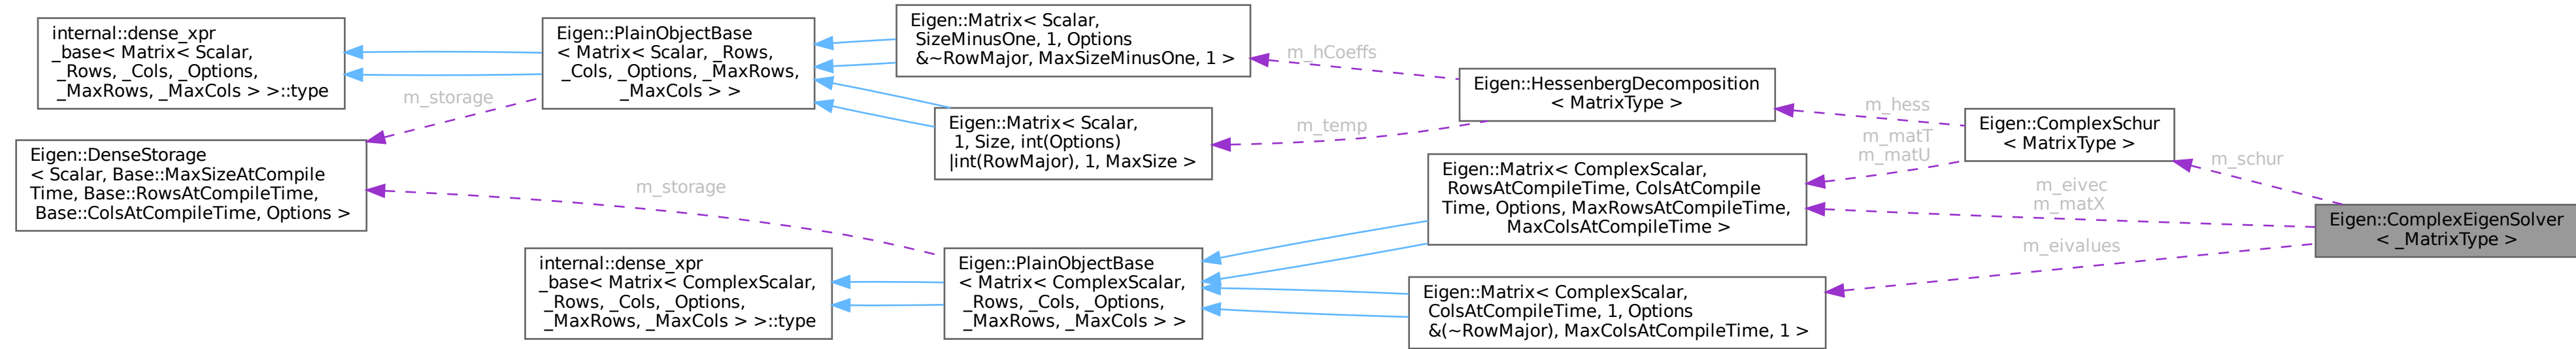 internal::dense_xpr
_base< Matrix< Scalar,
_Rows, _Cols, _Options,
_MaxRows, _MaxCols > >::type
m_storage
Eigen::DenseStorage
< Scalar, Base::MaxSizeAtCompile
Time, Base::RowsAtCompileTime,
Base::ColsAtCompileTime, Options >
Eigen::PlainObjectBase
< Matrix< Scalar, _Rows,
_Cols, _Options, _MaxRows,
_MaxCols > >
m_storage
internal::dense_xpr
_base< Matrix< ComplexScalar,
_Rows, _Cols, _Options,
_MaxRows, _MaxCols > >::type
Eigen::Matrix< Scalar,
SizeMinusOne, 1, Options
&~RowMajor, MaxSizeMinusOne, 1 >
Eigen::Matrix< Scalar,
1, Size, int(Options)
|int(RowMajor), 1, MaxSize >
Eigen::PlainObjectBase
< Matrix< ComplexScalar,
_Rows, _Cols, _Options,
_MaxRows, _MaxCols > >
m_hCoeffs
m_temp
Eigen::HessenbergDecomposition
< MatrixType >
Eigen::Matrix< ComplexScalar,
RowsAtCompileTime, ColsAtCompile
Time, Options, MaxRowsAtCompileTime,
MaxColsAtCompileTime >
Eigen::Matrix< ComplexScalar,
ColsAtCompileTime, 1, Options
&(~RowMajor), MaxColsAtCompileTime, 1 >
m_hess
m_matT
m_matU
Eigen::ComplexSchur
< MatrixType >
m_schur
m_eivec
m_matX
m_eivalues
Eigen::ComplexEigenSolver
< _MatrixType >